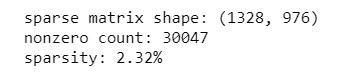 sparse matrix shape: (1328, 976)
nonzero count: 30047
sparsity: 2.32%